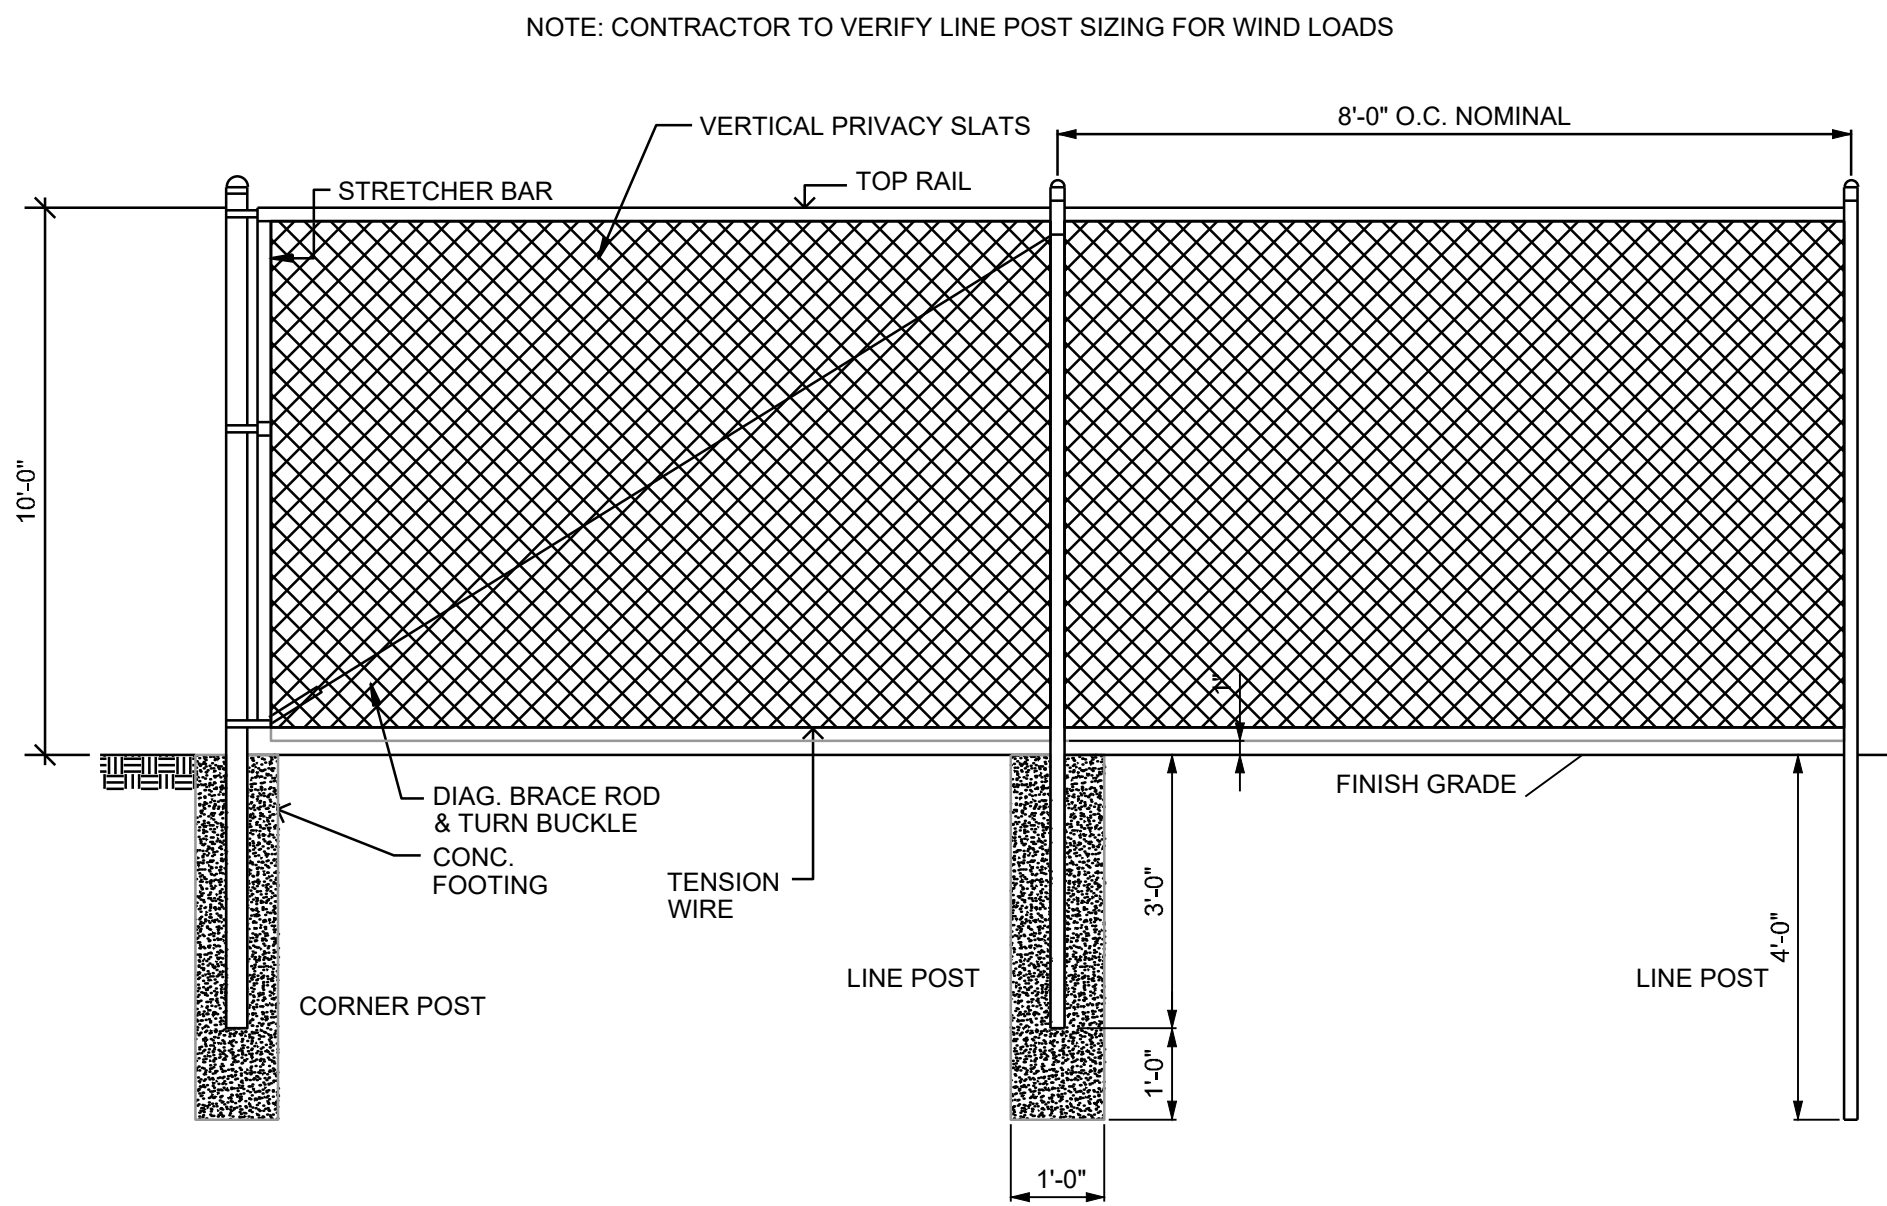 NOTE: CONTRACTOR TO VERIFY LINE POST SIZING FOR WIND LOADS
8'-0" O.C. NOMINAL
VERTICAL PRIVACY SLATS
STRETCHER BAR
TOP RAIL
10'-0"
1"
DIAG. BRACE ROD
& TURN BUCKLE
CONC.
FOOTING
TENSION
WIRE
FINISH GRADE
3'-0"
4'-0"
CORNER POST
LINE POST
LINE POST
1'-0"
1'-0"